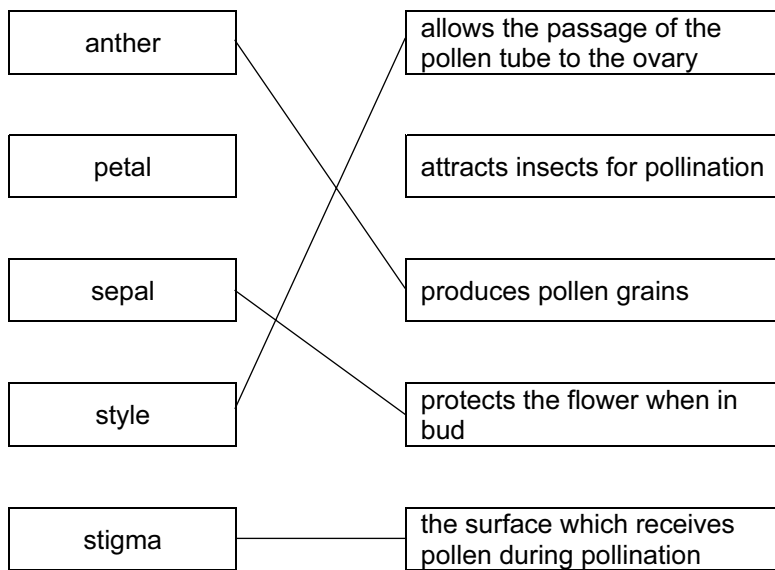 anther
allows the passage of the
pollen tube to the ovary
petal
attracts insects for pollination
sepal
produces pollen grains
style
protects the flower when in
bud
stigma
the surface which receives
pollen during pollination